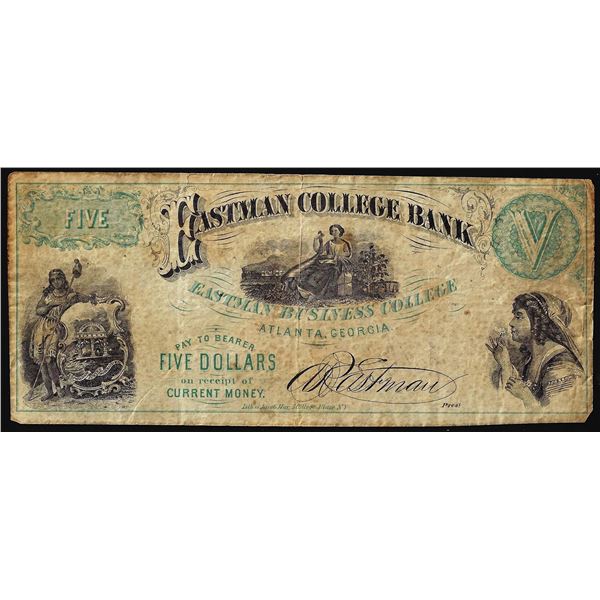 FIVE
EASTMAN COLLEGE BANK
V
EASTMAN BUSINESS COLLEGE
ATLANTA, GEORGIA
PAY TO BEARER
FIVE DOLLARS
on receipt of
CURRENT MONEY.
Eastman
Prest